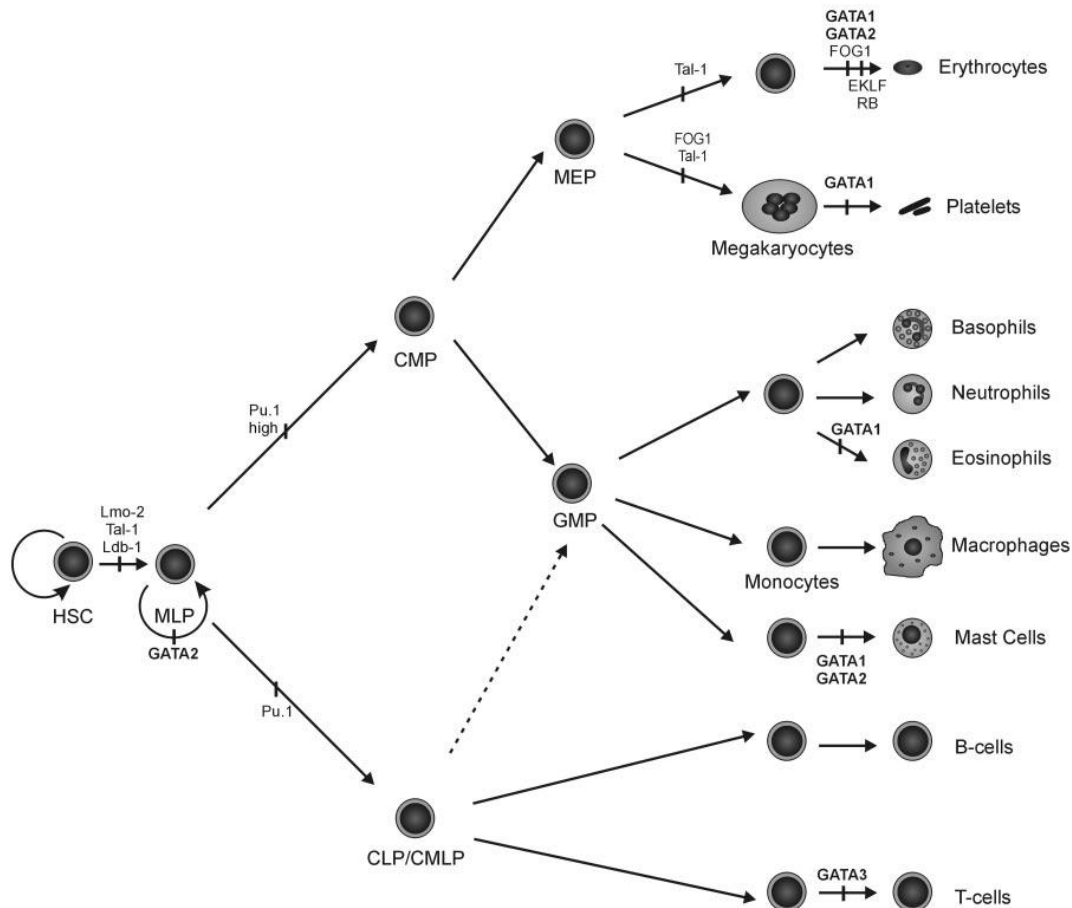 GATA1
GATA2
FOG1
Tal-1
Erythrocytes
EKLF
RB
MEP
FOG1
Tal-1
GATA1
Platelets
Megakaryocytes
Basophils
CMP
Neutrophils
Pu.1
high
GATA1
Eosinophils
GMP
Lmo-2
Tal-1
Ldb-1
Macrophages
Monocytes
HSC
MLP
Mast Cells
GATA2
GATA1
GATA2
Pu.1
B-cells
CLP/CMLP
GATA3
T-cells